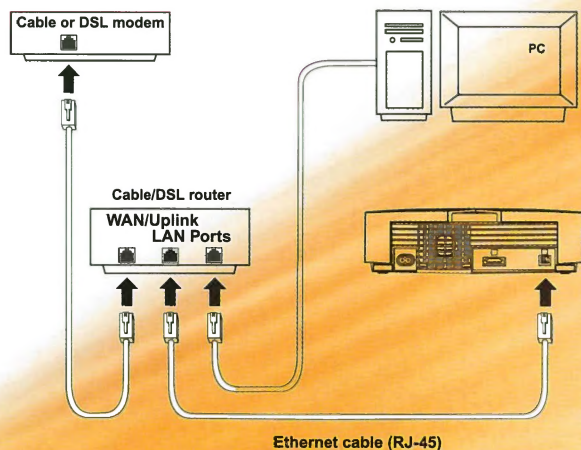 Cable or DSL modem
PC
Cable/DSL router
WAN/Uplink
LAN Ports
Ethernet cable (RJ-45)